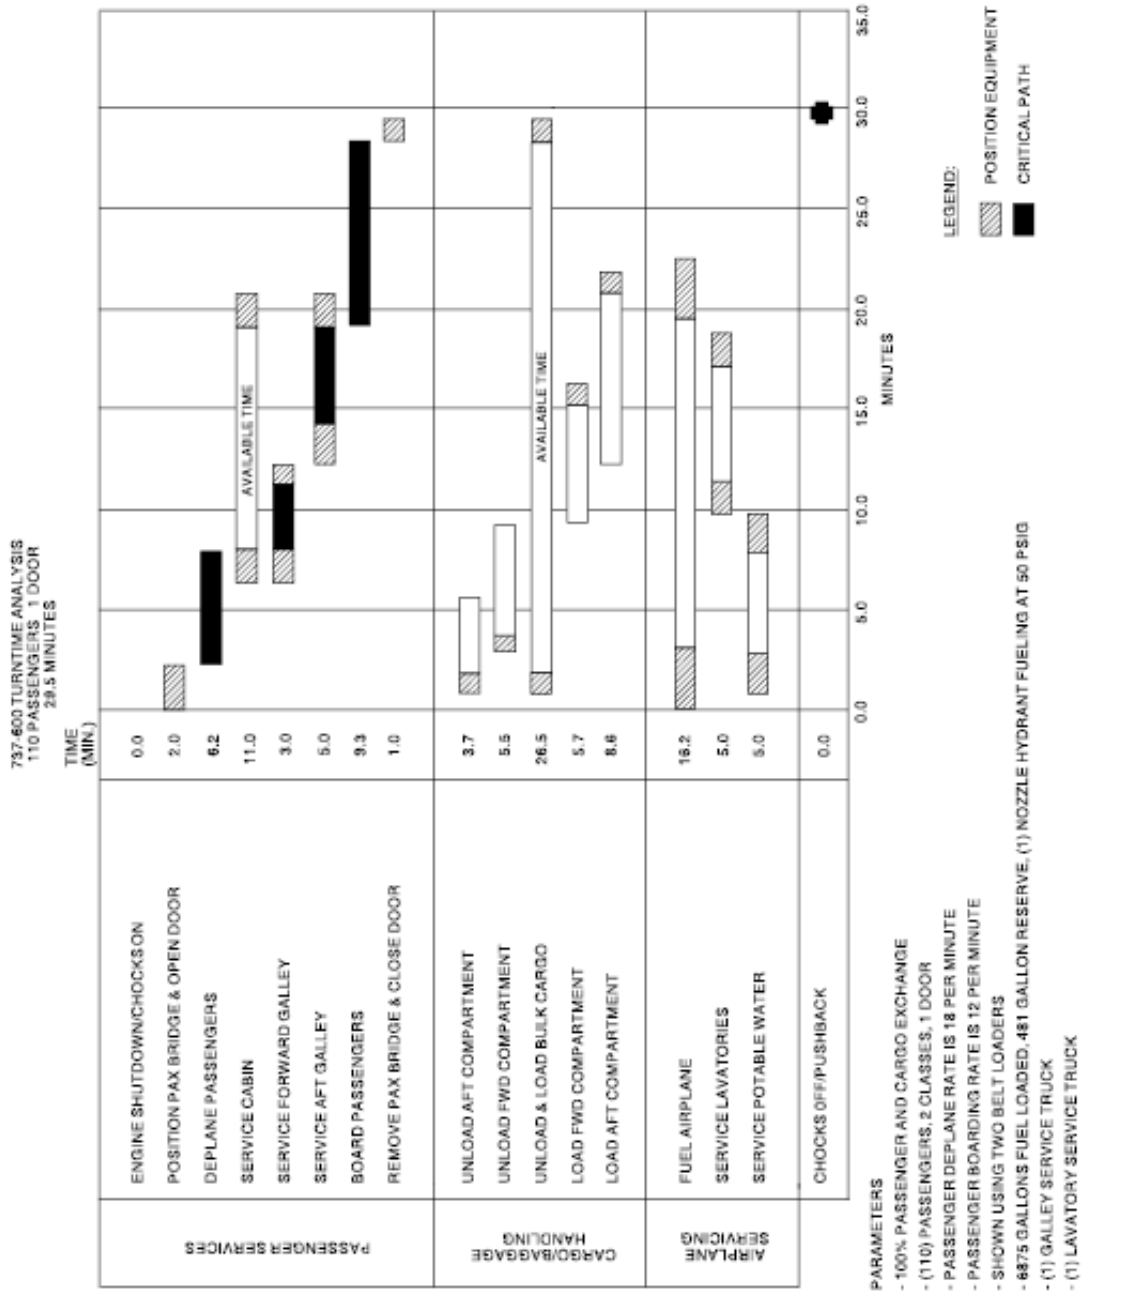 737-600 TURNTIME ANALYSIS
110 PASSENGERS 1 DOOR
29.5 MINUTES
TIME
(MIN.)
PASSENGER SERVICES
ENGINE SHUTDOWN/CHOCKS ON 0.0
POSITION PAX BRIDGE & OPEN DOOR 2.0
DEPLANE PASSENGERS 6.2
SERVICE CABIN 11.0 AVAILABLE TIME
SERVICE FORWARD GALLEY 3.0
SERVICE AFT GALLEY 5.0
BOARD PASSENGERS 9.3
REMOVE PAX BRIDGE & CLOSE DOOR 1.0
CARGO/BAGGAGE
HANDLING
UNLOAD AFT COMPARTMENT 3.7
UNLOAD FWD COMPARTMENT 5.5
UNLOAD & LOAD BULK CARGO 26.5 AVAILABLE TIME
LOAD FWD COMPARTMENT 5.7
LOAD AFT COMPARTMENT 8.6
AIRPLANE
SERVICING
FUEL AIRPLANE 16.2
SERVICE LAVATORIES 5.0
SERVICE POTABLE WATER 5.0
CHOCKS OFF/PUSHBACK 0.0
0.0 5.0 10.0 15.0 20.0 25.0 30.0 35.0
MINUTES
PARAMETERS
- 100% PASSENGER AND CARGO EXCHANGE
- (110) PASSENGERS, 2 CLASSES, 1 DOOR
- PASSENGER DEPLANE RATE IS 18 PER MINUTE
- PASSENGER BOARDING RATE IS 12 PER MINUTE
- SHOWN USING TWO BELT LOADERS
- 6875 GALLONS FUEL LOADED, 481 GALLON RESERVE, (1) NOZZLE HYDRANT FUELING AT 50 PSIG
- (1) GALLEY SERVICE TRUCK
- (1) LAVATORY SERVICE TRUCK
LEGEND:
POSITION EQUIPMENT
CRITICAL PATH